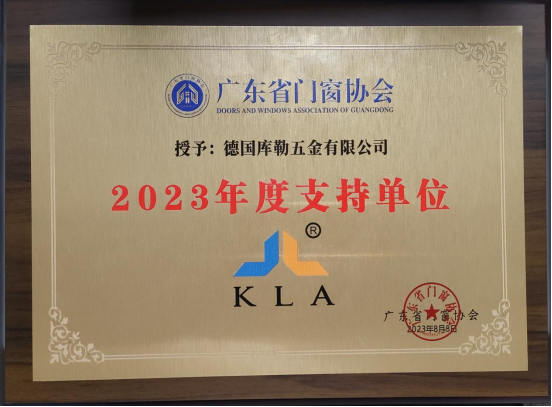 广东省门窗协会
DOORS AND WINDOWS ASSOCIATION OF GUANGDONG
授予：德国库勒五金有限公司
2023年度支持单位
®
KLA
广东省门窗协会
2023年8月8日